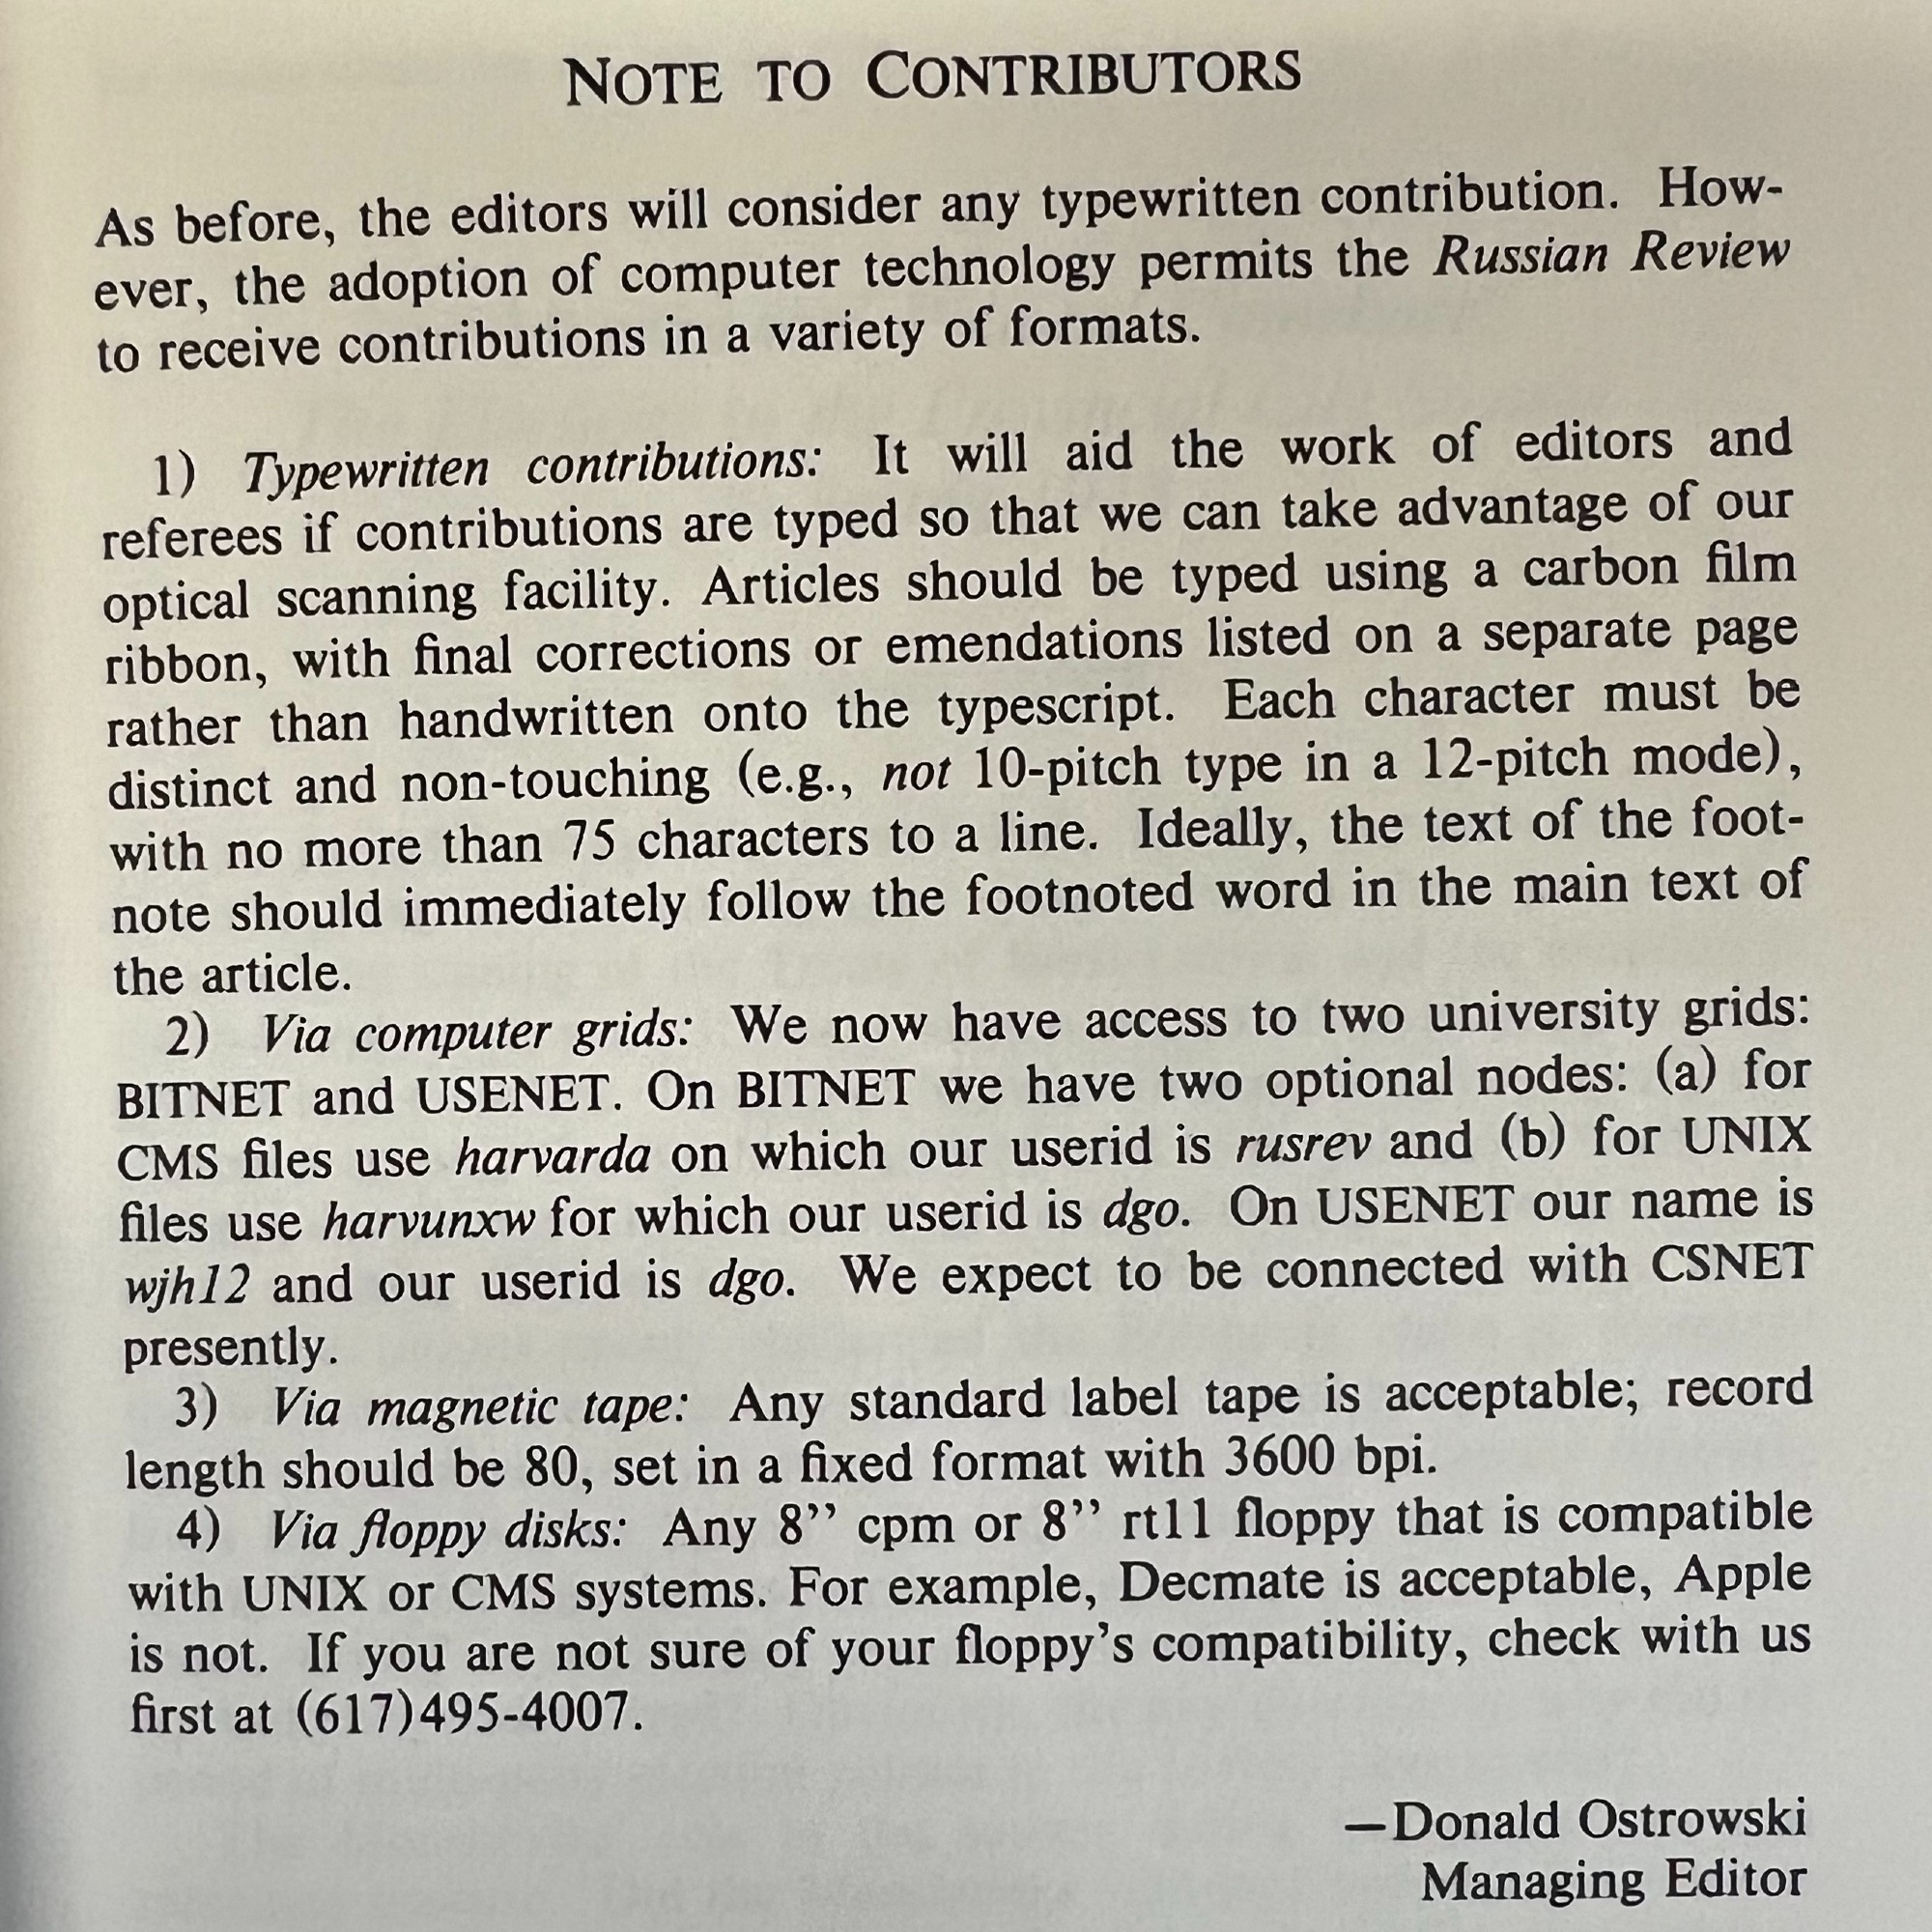 NOTE TO CONTRIBUTORS
As before, the editors will consider any typewritten contribution. How-
ever, the adoption of computer technology permits the Russian Review
to receive contributions in a variety of formats.
1) Typewritten contributions: It will aid the work of editors and
referees if contributions are typed so that we can take advantage of our
optical scanning facility. Articles should be typed using a carbon film
ribbon, with final corrections or emendations listed on a separate page
rather than handwritten onto the typescript. Each character must be
distinct and non-touching (e.g., not 10-pitch type in a 12-pitch mode),
with no more than 75 characters to a line. Ideally, the text of the foot-
note should immediately follow the footnoted word in the main text of
the article.
2) Via computer grids: We now have access to two university grids:
BITNET and USENET. On BITNET we have two optional nodes: (a) for
CMS files use harvarda on which our userid is rusrev and (b) for UNIX
files use harvunxw for which our userid is dgo. On USENET our name is
wjh12 and our userid is dgo. We expect to be connected with CSNET
presently.
3) Via magnetic tape: Any standard label tape is acceptable; record
length should be 80, set in a fixed format with 3600 bpi.
4) Via floppy disks: Any 8’’ cpm or 8’’ rt11 floppy that is compatible
with UNIX or CMS systems. For example, Decmate is acceptable, Apple
is not. If you are not sure of your floppy’s compatibility, check with us
first at (617)495-4007.
—Donald Ostrowski
Managing Editor